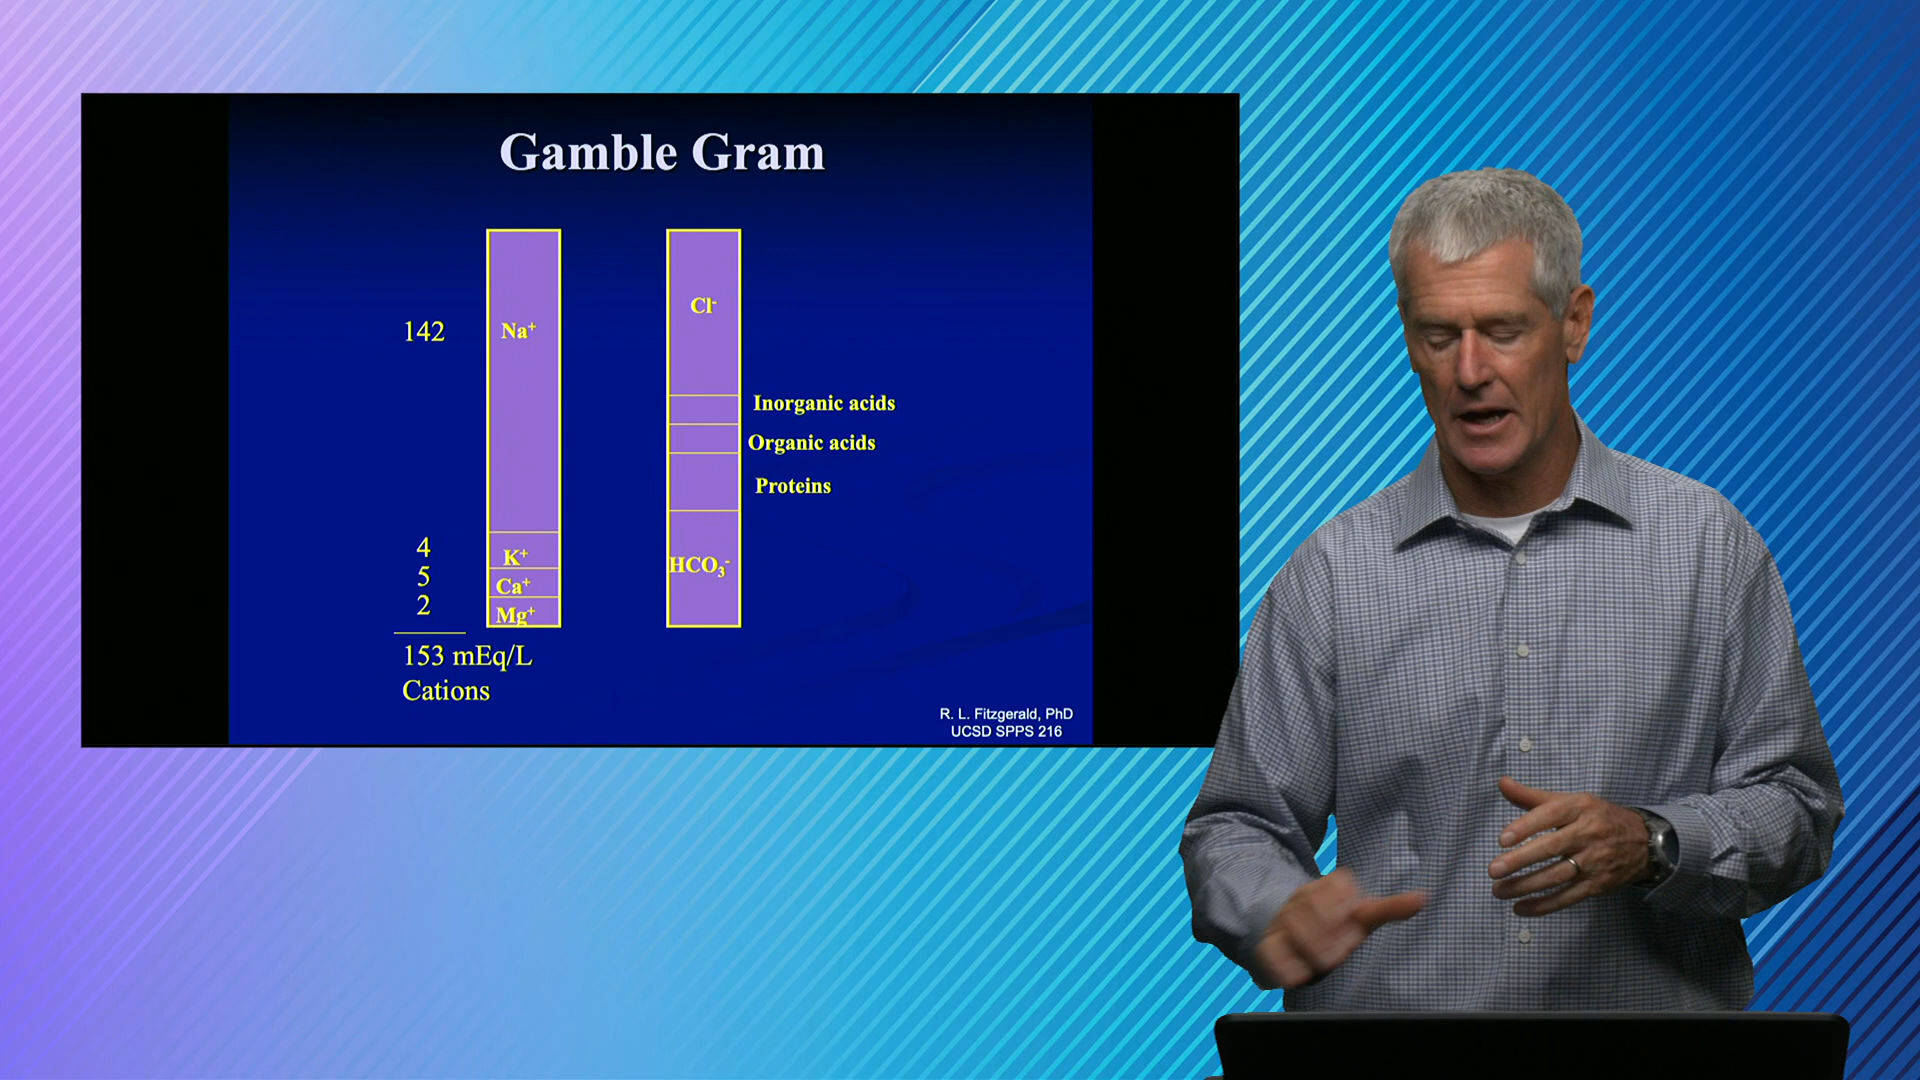 Gamble Gram
142
Na⁺
Cl⁻
Inorganic acids
Organic acids
Proteins
4
K⁺
5
Ca⁺
2
Mg⁺
HCO₃⁻
153 mEq/L
Cations
R. L. Fitzgerald, PhD
UCSD SPPS 216